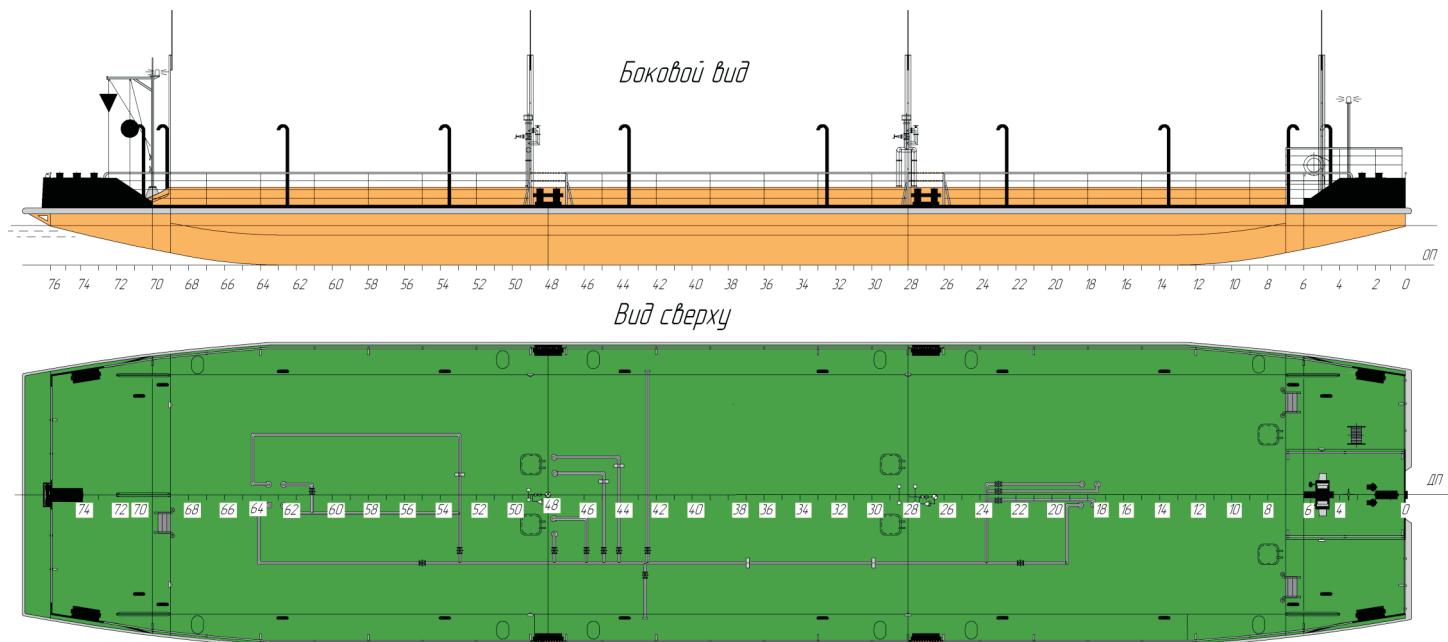 Боковой вид
ОП
76 74 72 70 68 66 64 62 60 58 56 54 52 50 48 46 44 42 40 38 36 34 32 30 28 26 24 22 20 18 16 14 12 10 8 6 4 2 0
Вид сверху
ДП
74 72 70 68 66 64 62 60 58 56 54 52 50 48 46 44 42 40 38 36 34 32 30 28 26 24 22 20 18 16 14 12 10 8 6 4 0